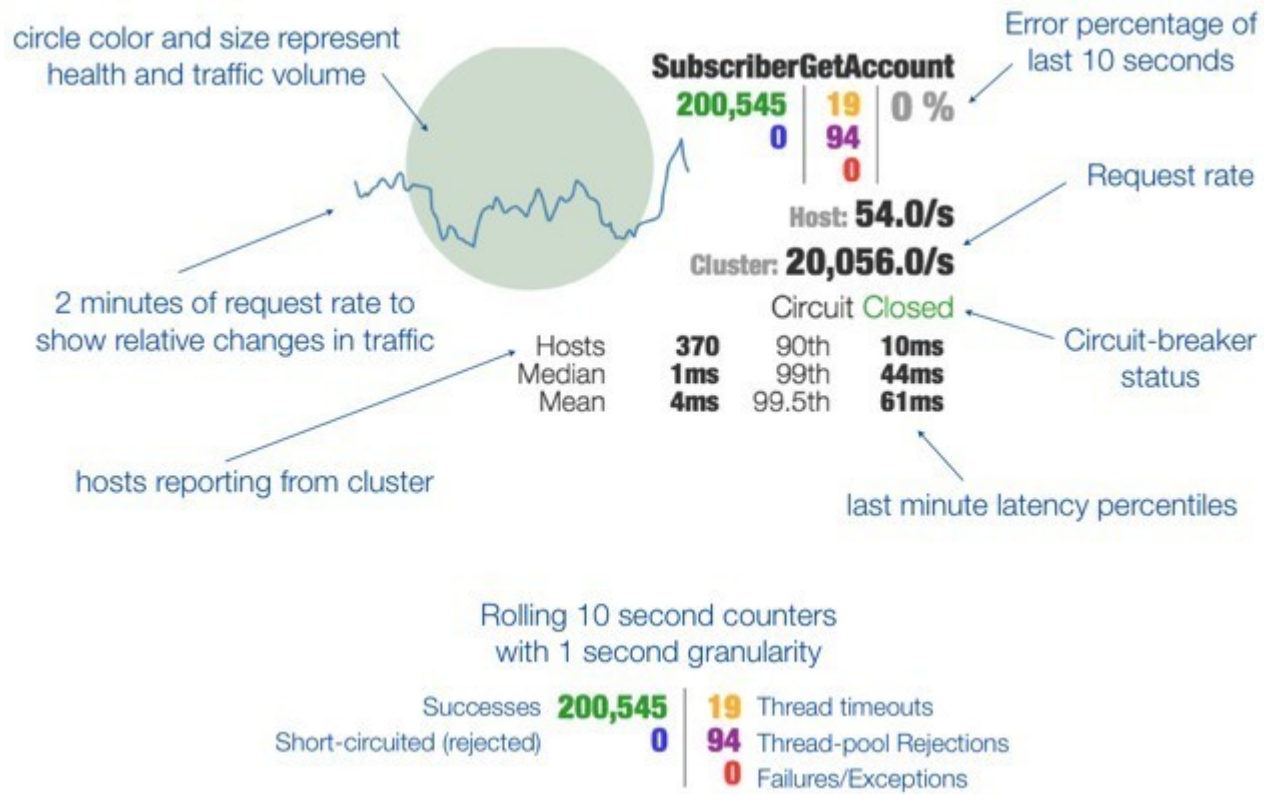 circle color and size represent
health and traffic volume
Error percentage of
last 10 seconds
SubscriberGetAccount
200,545 19 0 %
0 94
0
Request rate
Host: 54.0/s
Cluster: 20,056.0/s
2 minutes of request rate to
show relative changes in traffic
Circuit Closed
Circuit-breaker
status
Hosts 370 90th 10ms
Median 1ms 99th 44ms
Mean 4ms 99.5th 61ms
hosts reporting from cluster
last minute latency percentiles
Rolling 10 second counters
with 1 second granularity
Successes 200,545 19 Thread timeouts
Short-circuited (rejected) 0 94 Thread-pool Rejections
0 Failures/Exceptions